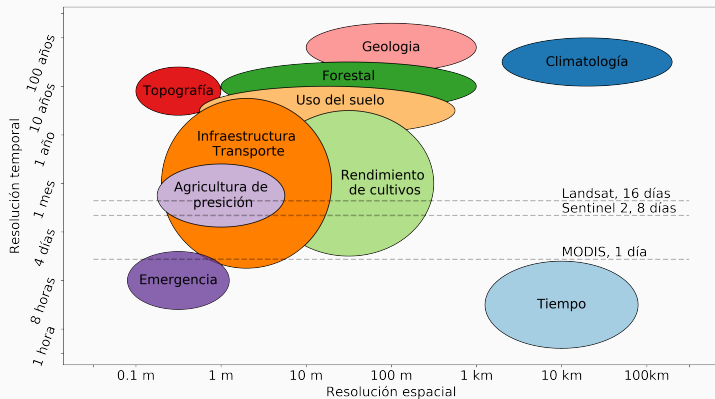 Resolución temporal
100 años
10 años
1 año
1 mes
4 días
8 horas
1 hora
Geologia
Climatología
Forestal
Topografía
Uso del suelo
Infraestructura
Transporte
Rendimiento
de cultivos
Agricultura de
presición
Landsat, 16 días
Sentinel 2, 8 días
MODIS, 1 día
Emergencia
Tiempo
0.1 m
1 m
10 m
100 m
1 km
10 km
100km
Resolución espacial